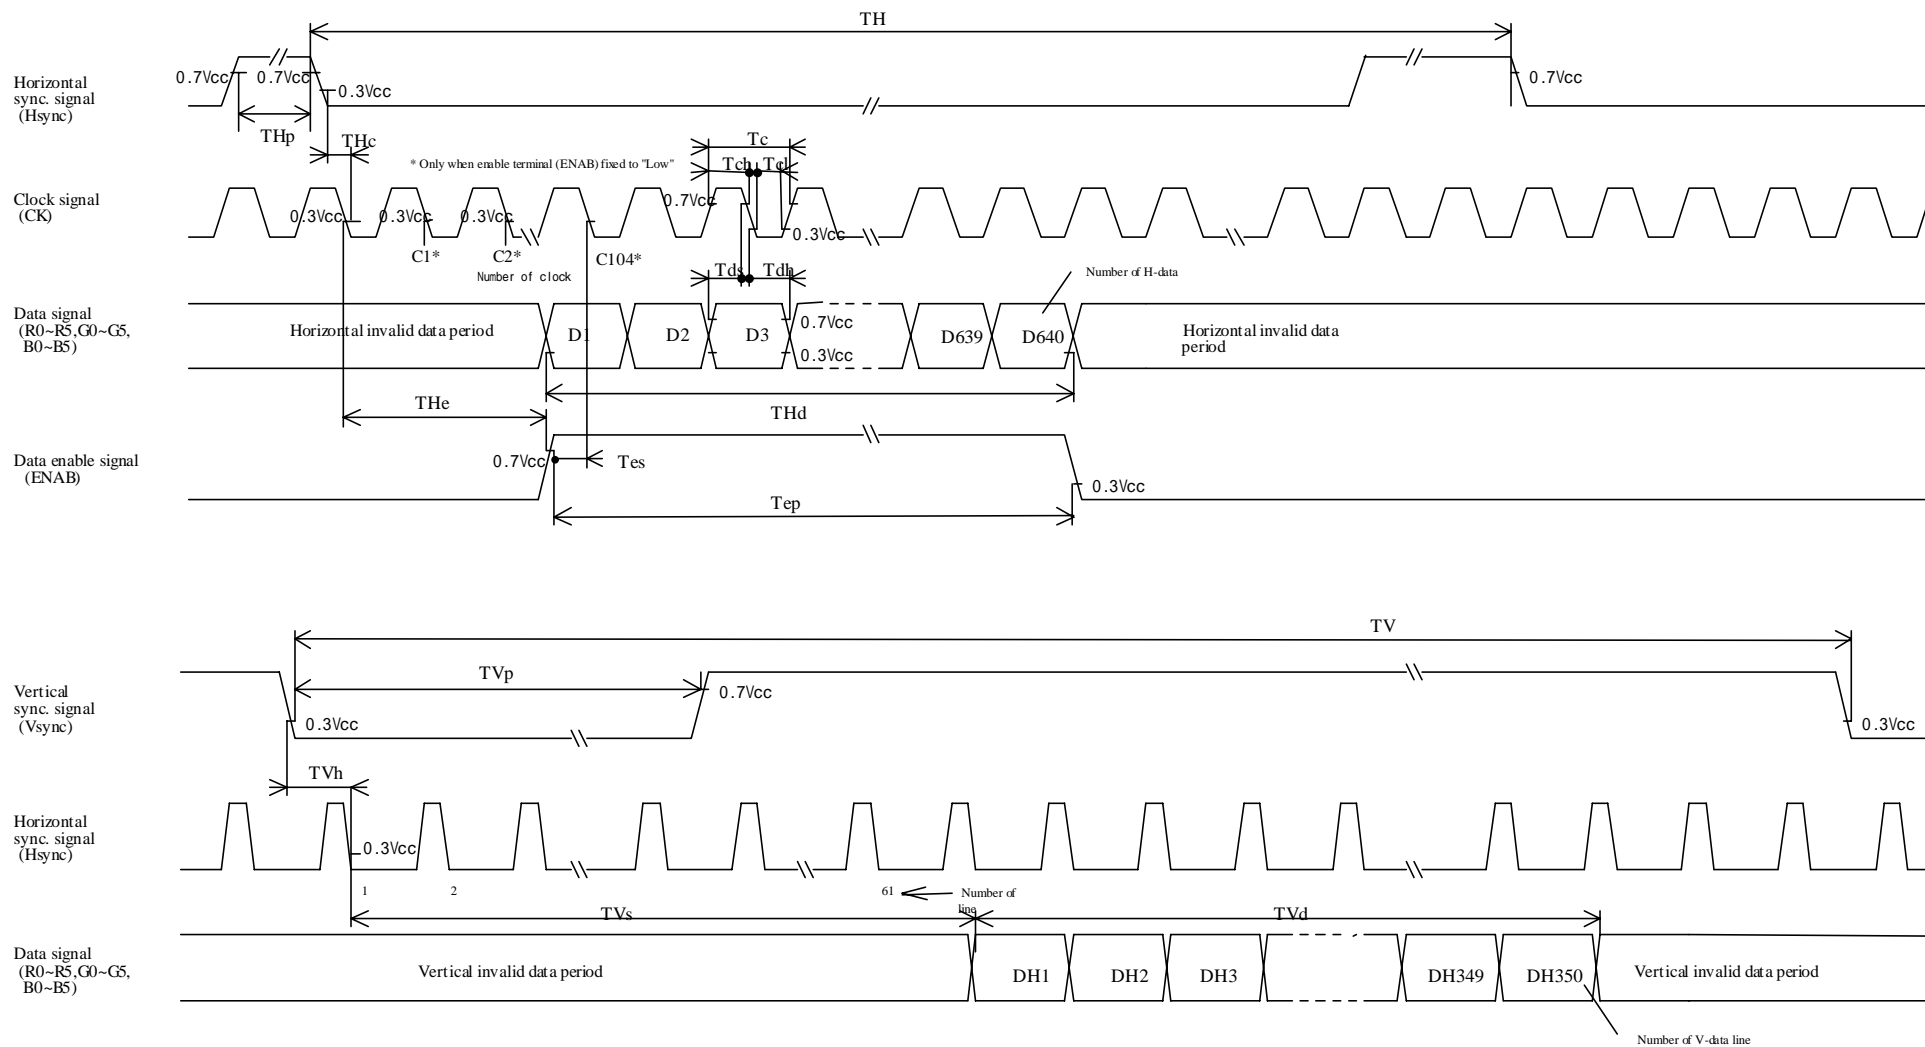 TH
Horizontal
sync. signal
(Hsync)
0.7Vcc
0.7Vcc
0.3Vcc
0.7Vcc
THp
THc
* Only when enable terminal (ENAB) fixed to "Low"
Tc
Tch
Tcl
Clock signal
(CK)
0.3Vcc
0.3Vcc
0.3Vcc
0.7Vcc
0.3Vcc
C1*
C2*
C104*
Number of clock
Tds
Tdh
Number of H-data
Data signal
(R0~R5,G0~G5,
B0~B5)
Horizontal invalid data period
D1
D2
D3
0.7Vcc
0.3Vcc
D639
D640
Horizontal invalid data
period
THe
THd
Data enable signal
(ENAB)
0.7Vcc
Tes
0.3Vcc
Tep
TV
Vertical
sync. signal
(Vsync)
TVp
0.7Vcc
0.3Vcc
0.3Vcc
TVh
Horizontal
sync. signal
(Hsync)
0.3Vcc
1
2
61
Number of
line
TVs
TVd
Data signal
(R0~R5,G0~G5,
B0~B5)
Vertical invalid data period
DH1
DH2
DH3
DH349
DH350
Vertical invalid data period
Number of V-data line